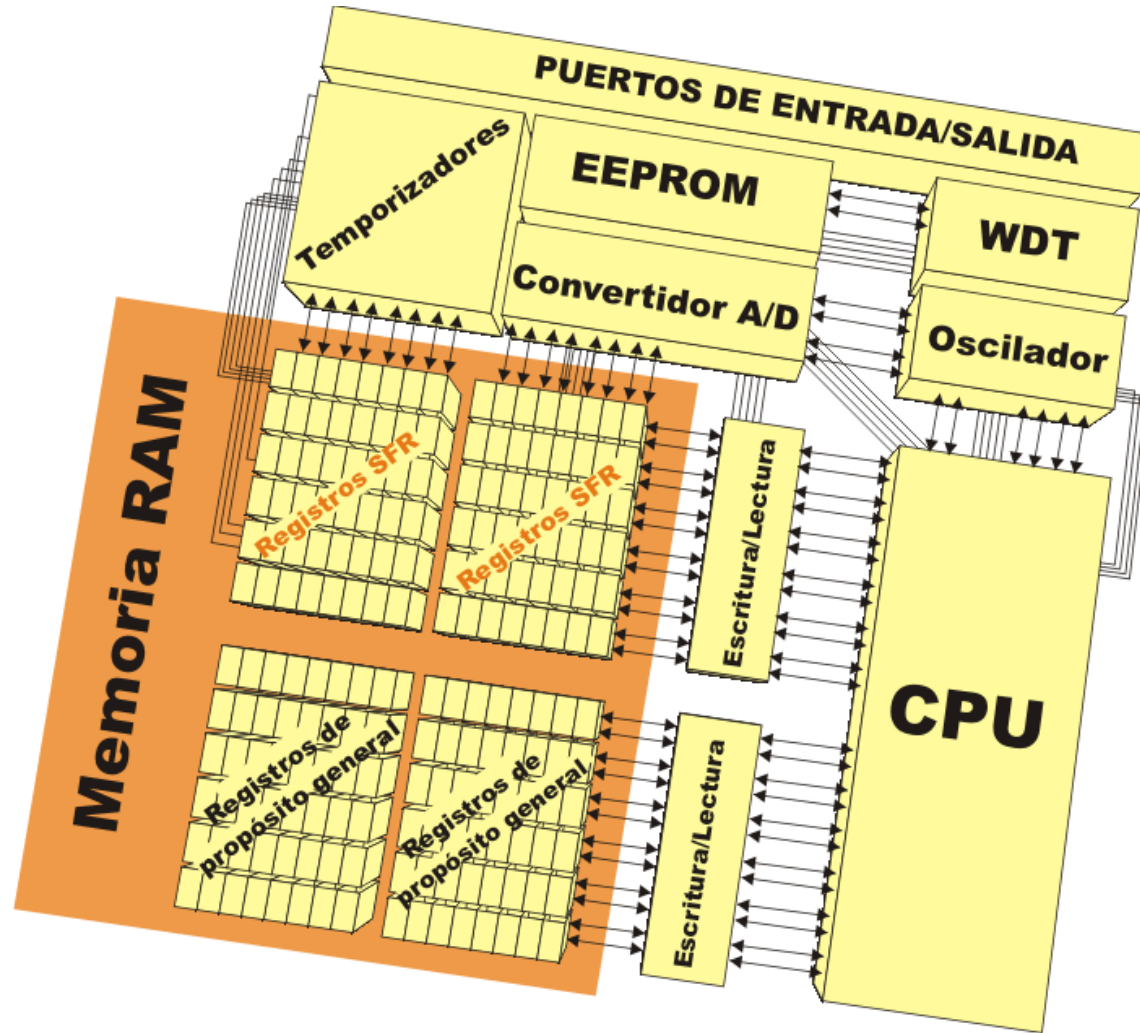 PUERTOS DE ENTRADA/SALIDA
Temporizadores
EEPROM
WDT
Convertidor A/D
Oscilador
Memoria RAM
Registros SFR
Registros SFR
Escritura/Lectura
CPU
Registros de
propósito general
Registros de
propósito general
Escritura/Lectura